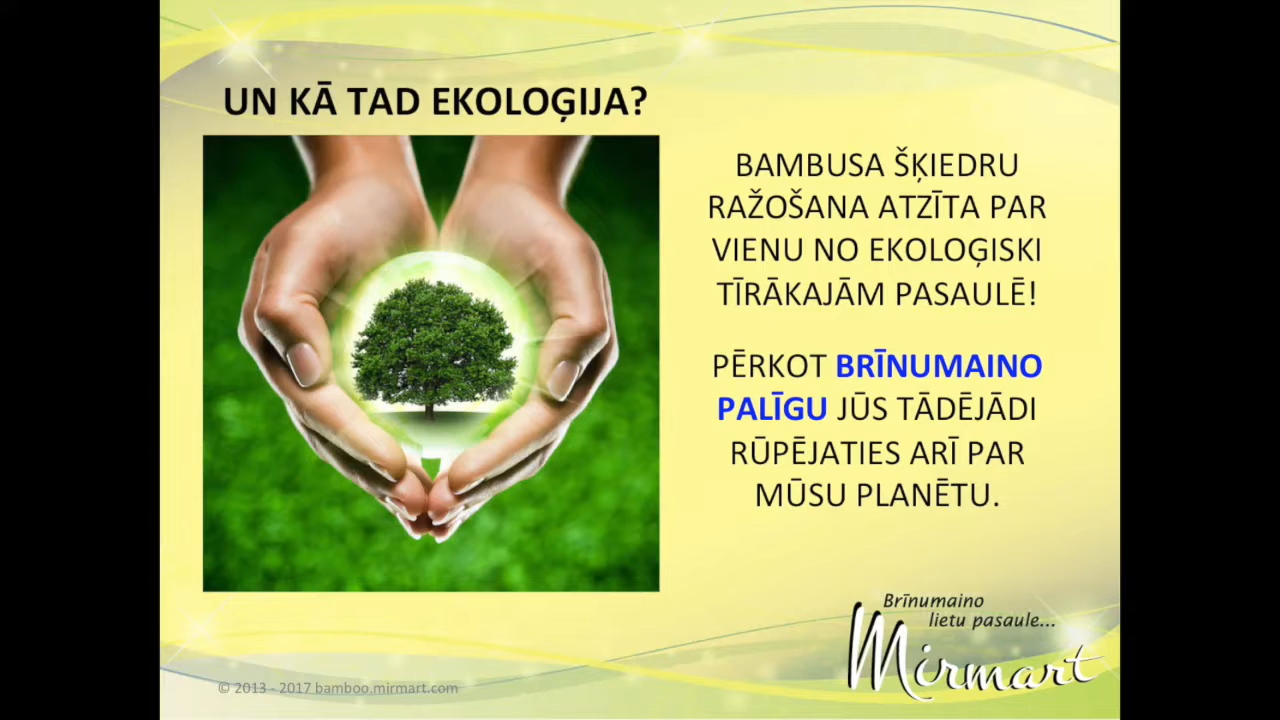 UN KĀ TAD EKOLOĢIJA?
BAMBUSA ŠĶIEDRU
RAŽOŠANA ATZĪTA PAR
VIENU NO EKOLOĢISKI
TĪRĀKAJĀM PASAULĒ!
PĒRKOT BRĪNUMAINO
PALĪGU JŪS TĀDĒJĀDI
RŪPĒJATIES ARĪ PAR
MŪSU PLANĒTU.
Brīnumaino
lietu pasaule...
Mirmart
© 2013 - 2017 bamboo.mirmart.com